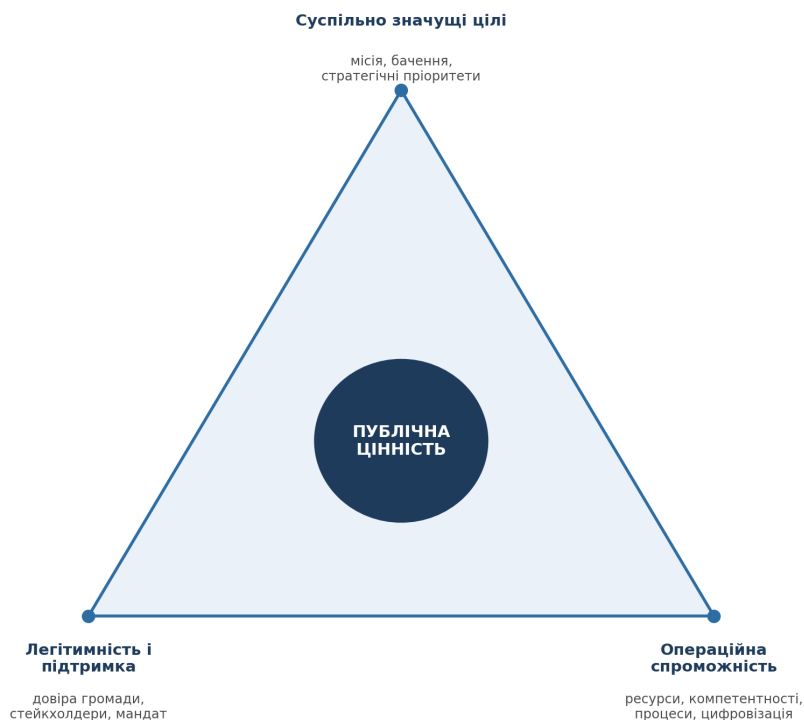 Суспільно значущі цілі
місія, бачення,
стратегічні пріоритети
ПУБЛІЧНА
ЦІННІСТЬ
Легітимність і
підтримка
довіра громади,
стейкхолдери, мандат
Операційна
спроможність
ресурси, компетентності,
процеси, цифровізація